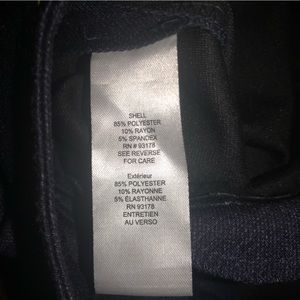 SHELL
85% POLYESTER
10% RAYON
5% SPANDEX
RN # 93178
SEE REVERSE
FOR CARE
Extérieur
85% POLYESTER
10% RAYONNE
5% ÉLASTHANNE
RN 93178
ENTRETIEN
AU VERSO